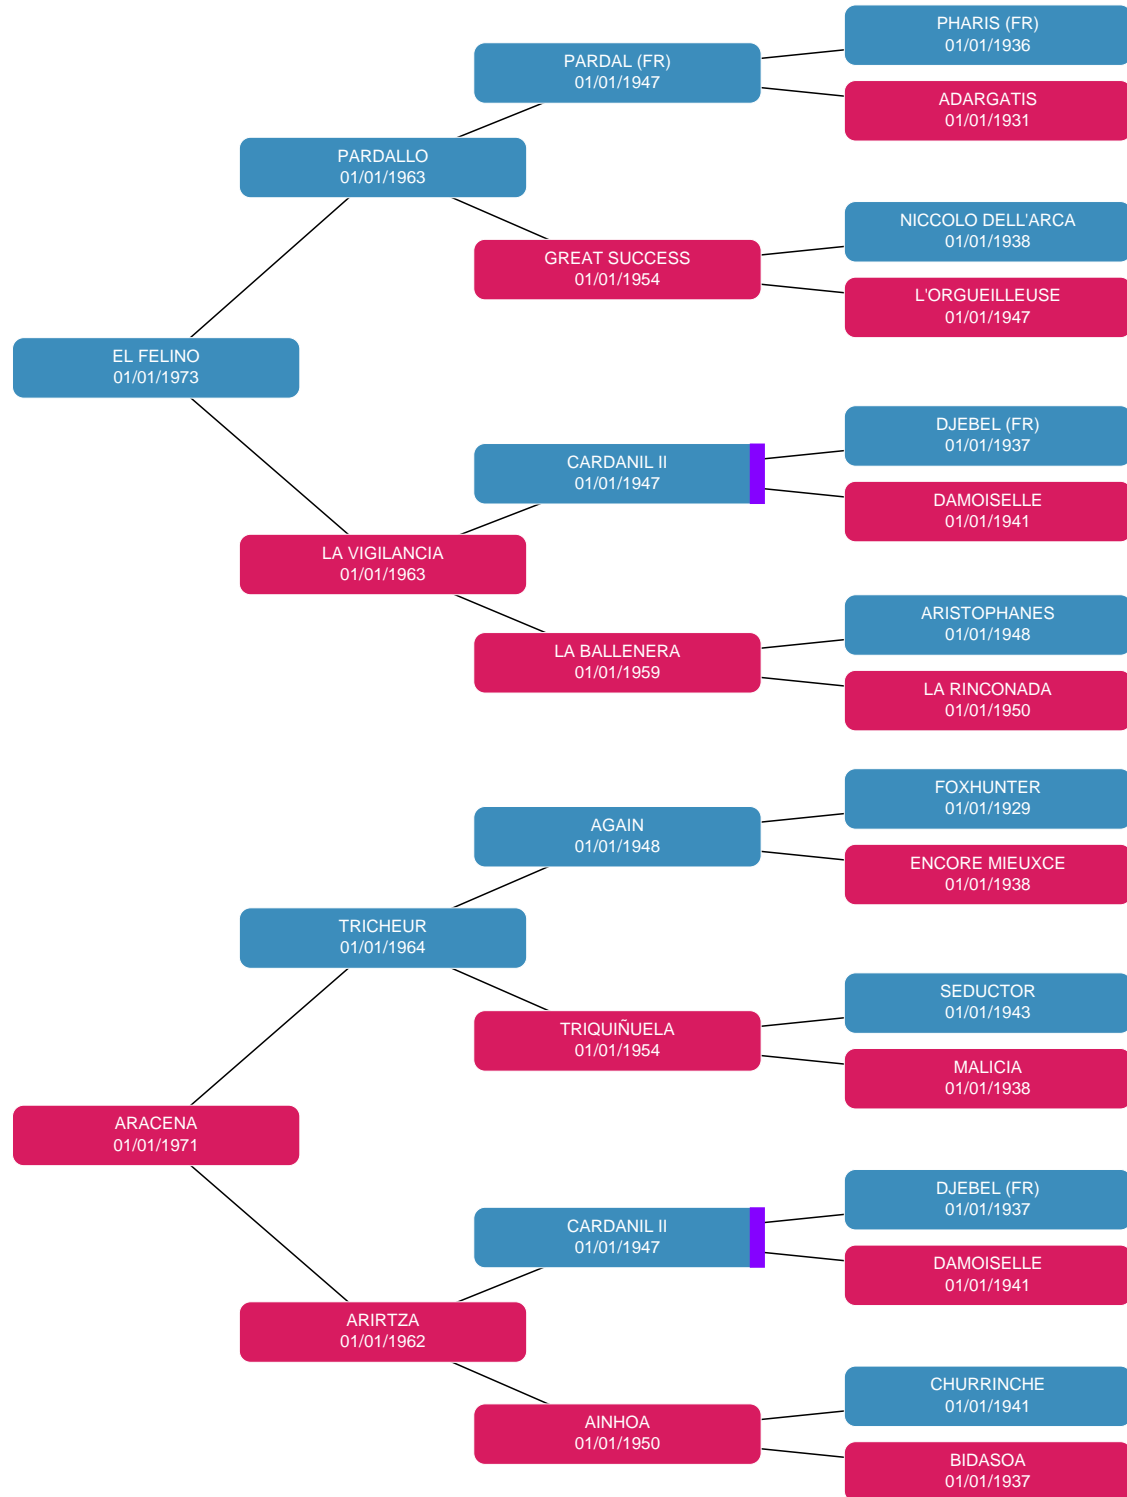 PHARIS (FR)
01/01/1936
PARDAL (FR)
01/01/1947
ADARGATIS
01/01/1931
PARDALLO
01/01/1963
NICCOLO DELL'ARCA
01/01/1938
GREAT SUCCESS
01/01/1954
L'ORGUEILLEUSE
01/01/1947
EL FELINO
01/01/1973
DJEBEL (FR)
01/01/1937
CARDANIL II
01/01/1947
DAMOISELLE
01/01/1941
LA VIGILANCIA
01/01/1963
ARISTOPHANES
01/01/1948
LA BALLENERA
01/01/1959
LA RINCONADA
01/01/1950
FOXHUNTER
01/01/1929
AGAIN
01/01/1948
ENCORE MIEUXCE
01/01/1938
TRICHEUR
01/01/1964
SEDUCTOR
01/01/1943
TRIQUIÑUELA
01/01/1954
MALICIA
01/01/1938
ARACENA
01/01/1971
DJEBEL (FR)
01/01/1937
CARDANIL II
01/01/1947
DAMOISELLE
01/01/1941
ARIRTZA
01/01/1962
CHURRINCHE
01/01/1941
AINHOA
01/01/1950
BIDASOA
01/01/1937